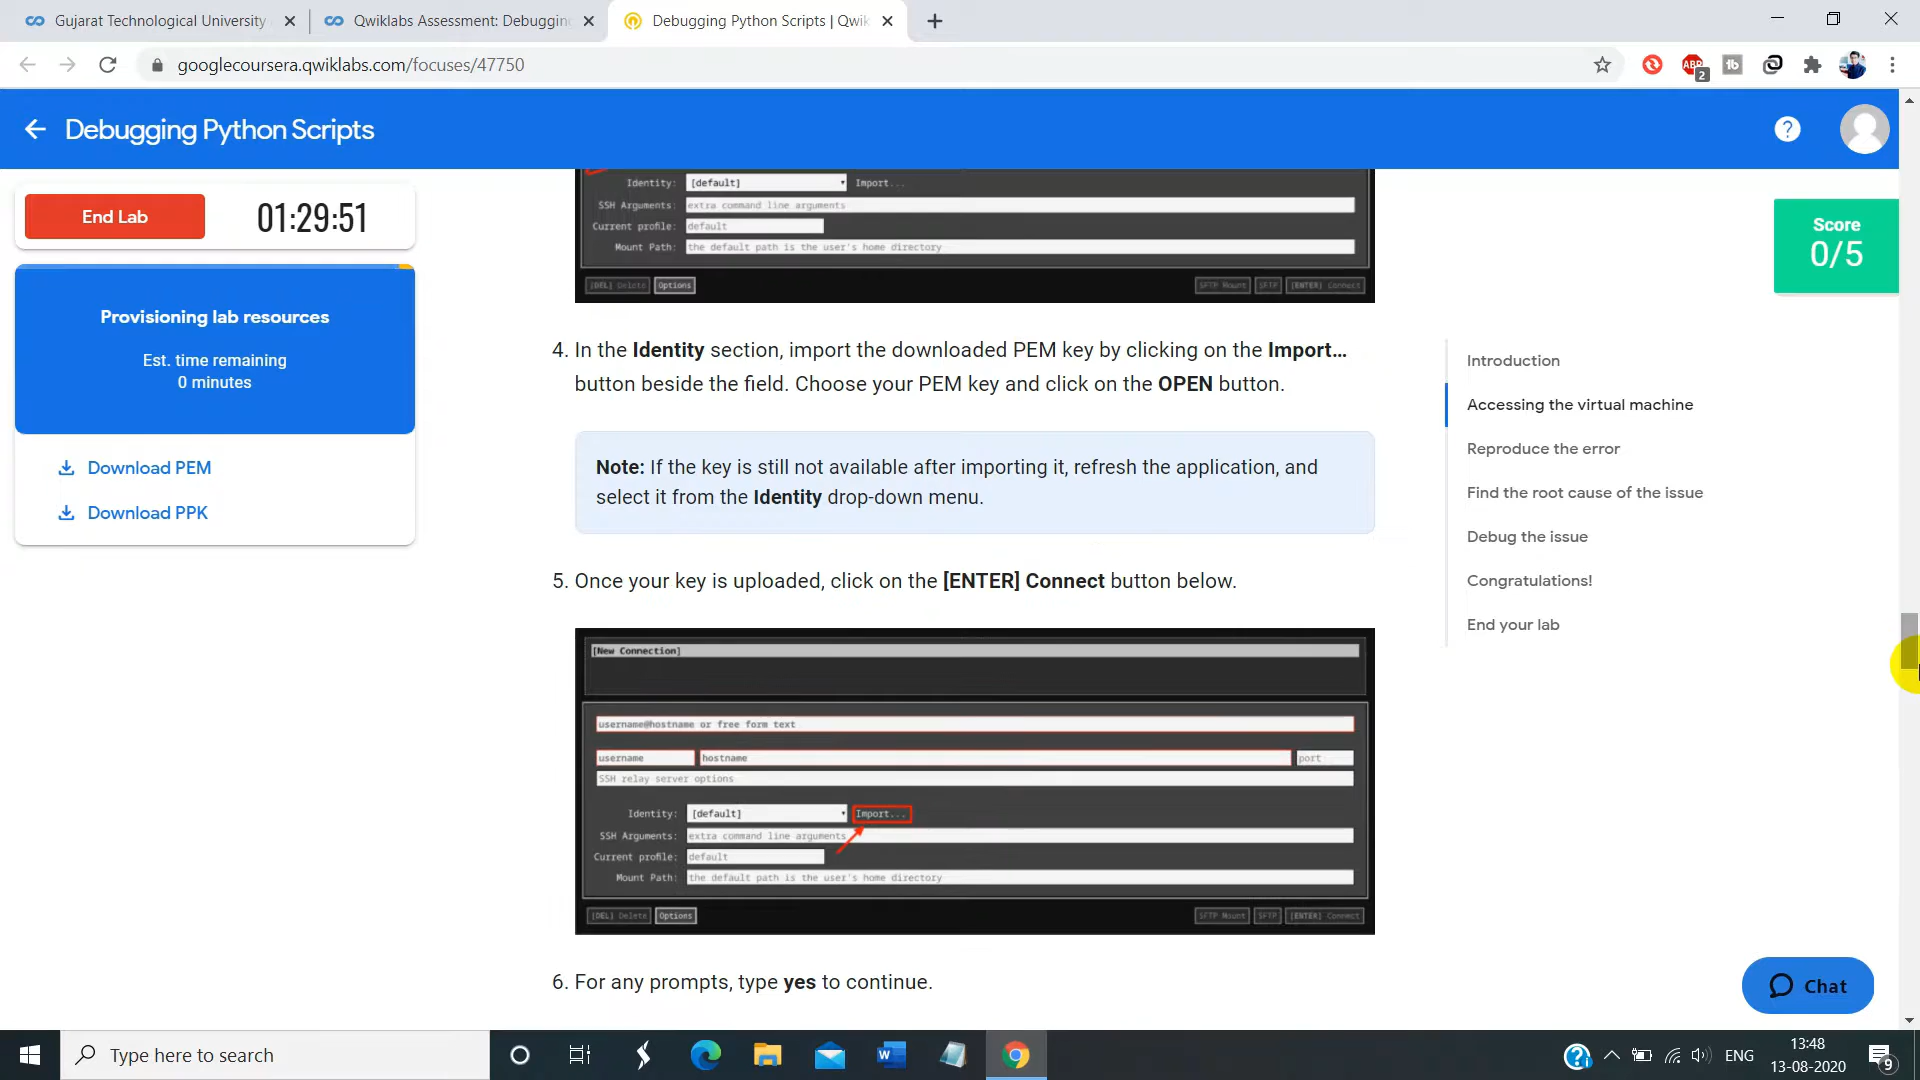 Gujarat Technological University
Qwiklabs Assessment: Debuggin
Debugging Python Scripts | Qwik
googlecoursera.qwiklabs.com/focuses/47750
ABP
2
Debugging Python Scripts
End Lab
01:29:51
Score
0/5
Provisioning lab resources
Est. time remaining
0 minutes
Download PEM
Download PPK
Identity: [default] Import...
SSH Arguments: extra command line arguments
Current profile: default
Mount Path: the default path is the user's home directory
[DEL] Delete Options SFTP Mount SFTP [ENTER] Connect
4. In the Identity section, import the downloaded PEM key by clicking on the Import...
button beside the field. Choose your PEM key and click on the OPEN button.
Note: If the key is still not available after importing it, refresh the application, and
select it from the Identity drop-down menu.
5. Once your key is uploaded, click on the [ENTER] Connect button below.
[New Connection]
username@hostname or free form text
username hostname port
SSH relay server options
Identity: [default] Import...
SSH Arguments: extra command line arguments
Current profile: default
Mount Path: the default path is the user's home directory
[DEL] Delete Options SFTP Mount SFTP [ENTER] Connect
6. For any prompts, type yes to continue.
Introduction
Accessing the virtual machine
Reproduce the error
Find the root cause of the issue
Debug the issue
Congratulations!
End your lab
Chat
Type here to search
ENG
13:48
13-08-2020
9